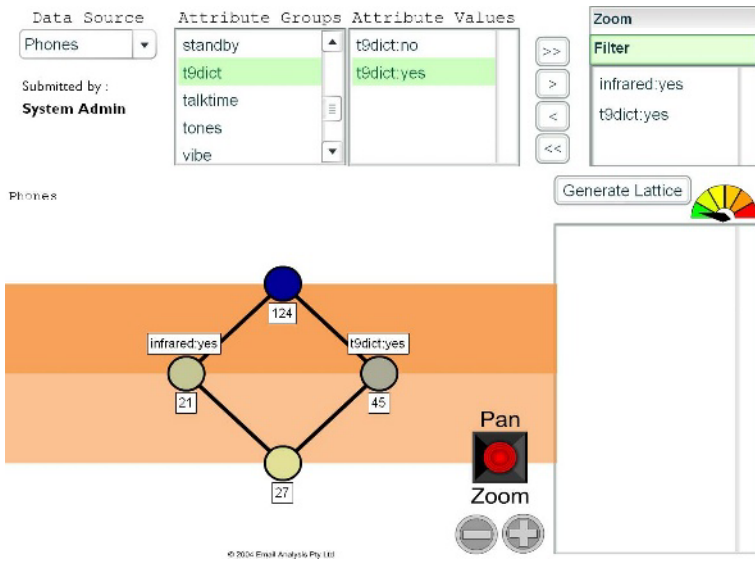 Data Source
Attribute Groups
Attribute Values
Zoom
Phones
Filter
standby
t9dict
talktime
tones
vibe
t9dict:no
t9dict:yes
>>
>
<
<<
infrared:yes
t9dict:yes
Submitted by :
System Admin
Phones
Generate Lattice
124
infrared:yes
t9dict:yes
21
45
27
Pan
Zoom
© 2004 Email Analysis Pty Ltd